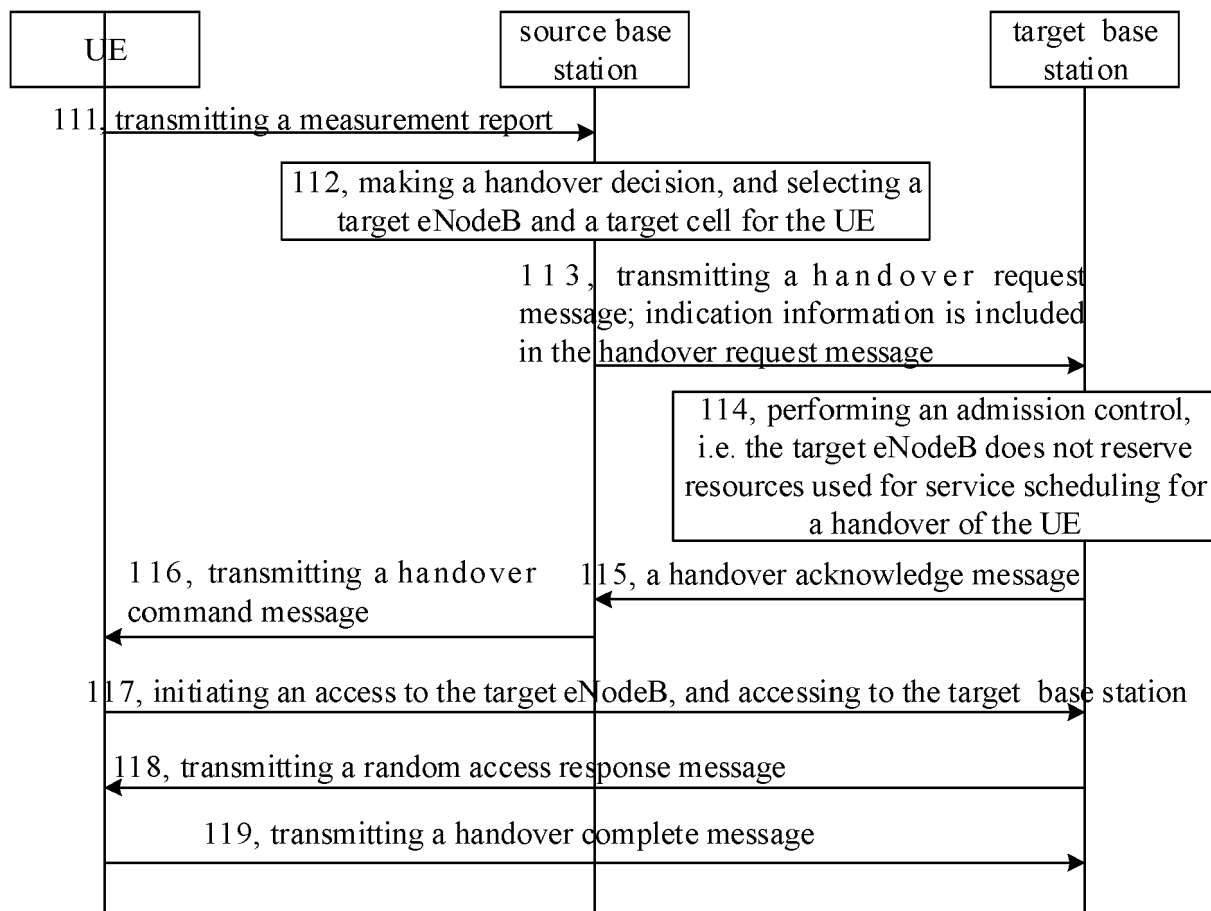 UE
source base
station
target base
station
111, transmitting a measurement report
112, making a handover decision, and selecting a
target eNodeB and a target cell for the UE
113, transmitting a handover request
message; indication information is included
in the handover request message
114, performing an admission control,
i.e. the target eNodeB does not reserve
resources used for service scheduling for
a handover of the UE
115, a handover acknowledge message
116, transmitting a handover
command message
117, initiating an access to the target eNodeB, and accessing to the target base station
118, transmitting a random access response message
119, transmitting a handover complete message